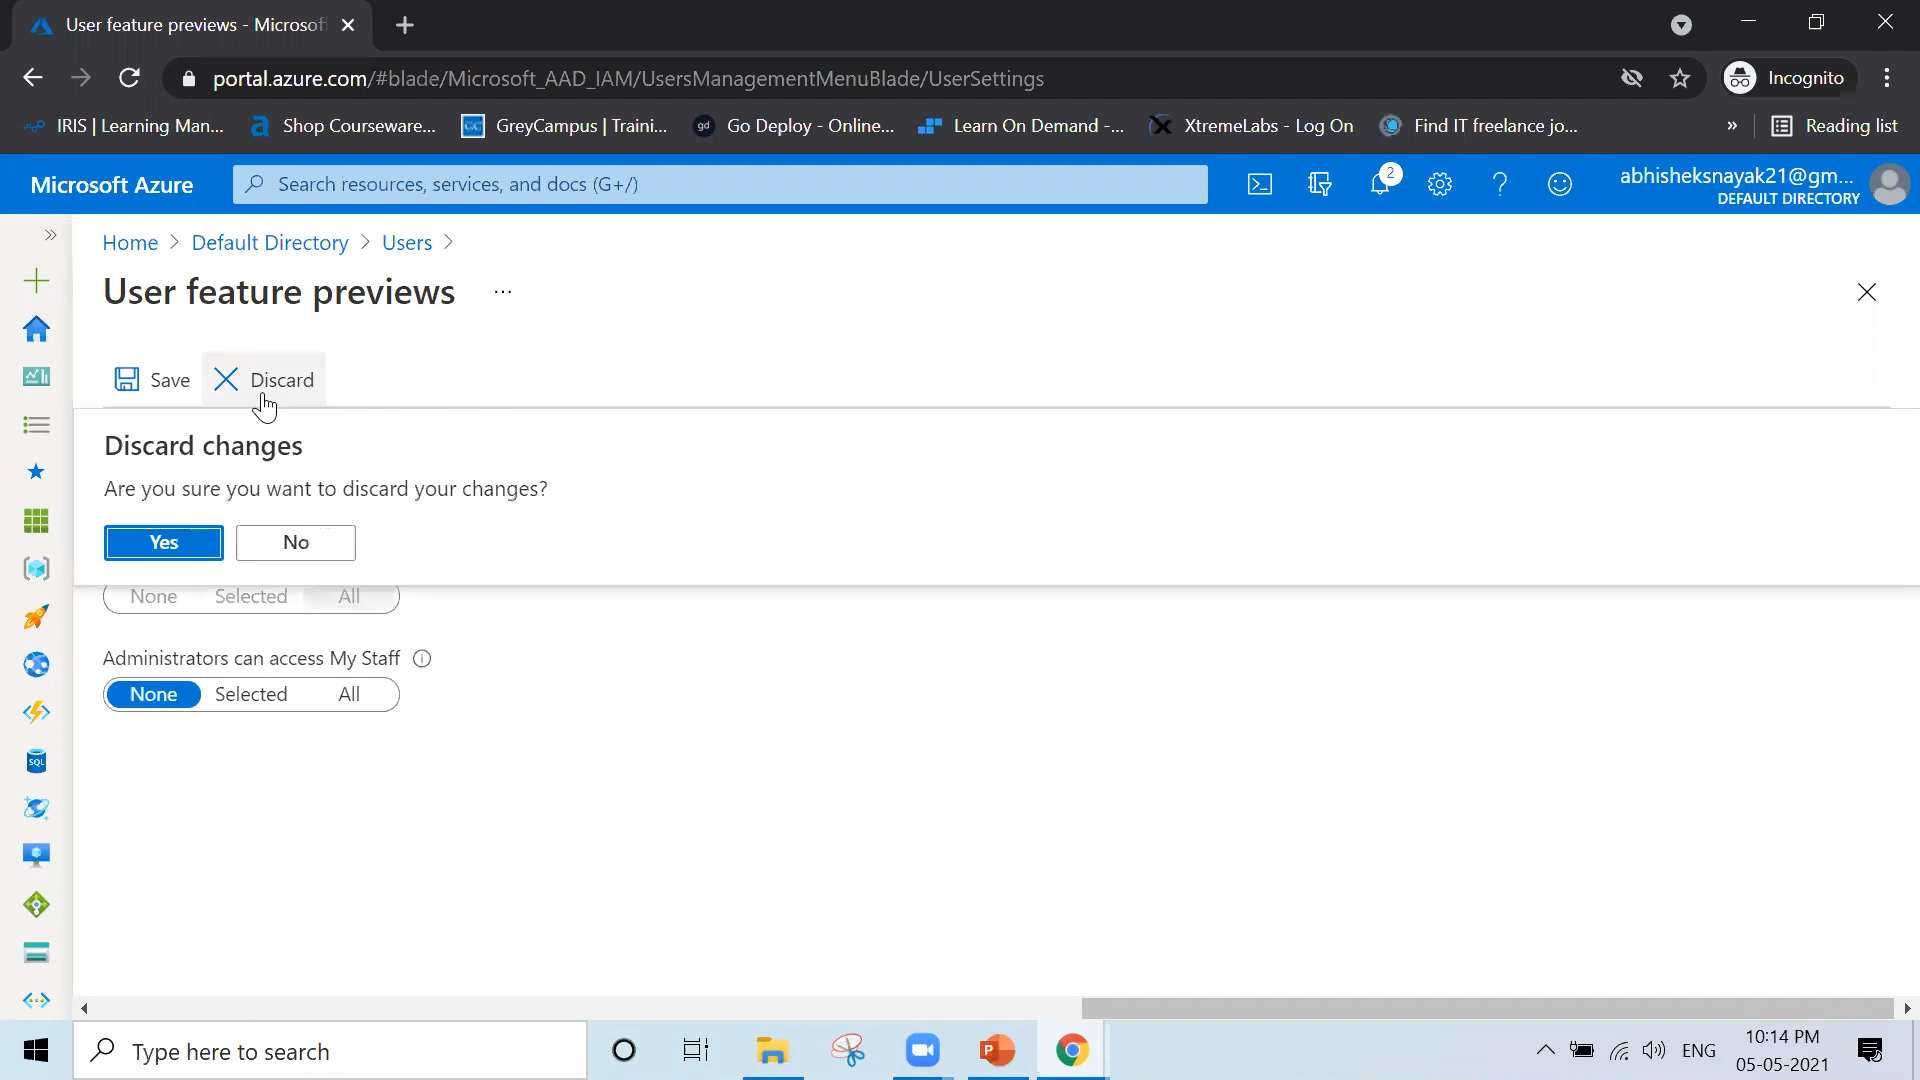 User feature previews - Microsof
portal.azure.com/#blade/Microsoft_AAD_IAM/UsersManagementMenuBlade/UserSettings
Incognito
IRIS | Learning Man...
Shop Courseware...
GC
GreyCampus | Traini...
gd
Go Deploy - Online...
Learn On Demand -...
XtremeLabs - Log On
Find IT freelance jo...
»
Reading list
Microsoft Azure
Search resources, services, and docs (G+/)
2
abhisheksnayak21@gm...
DEFAULT DIRECTORY
Home > Default Directory > Users >
User feature previews ...
Save
Discard
Discard changes
Are you sure you want to discard your changes?
Yes
No
None Selected All
Administrators can access My Staff
None Selected All
SQL
Type here to search
P
ENG
10:14 PM
05-05-2021